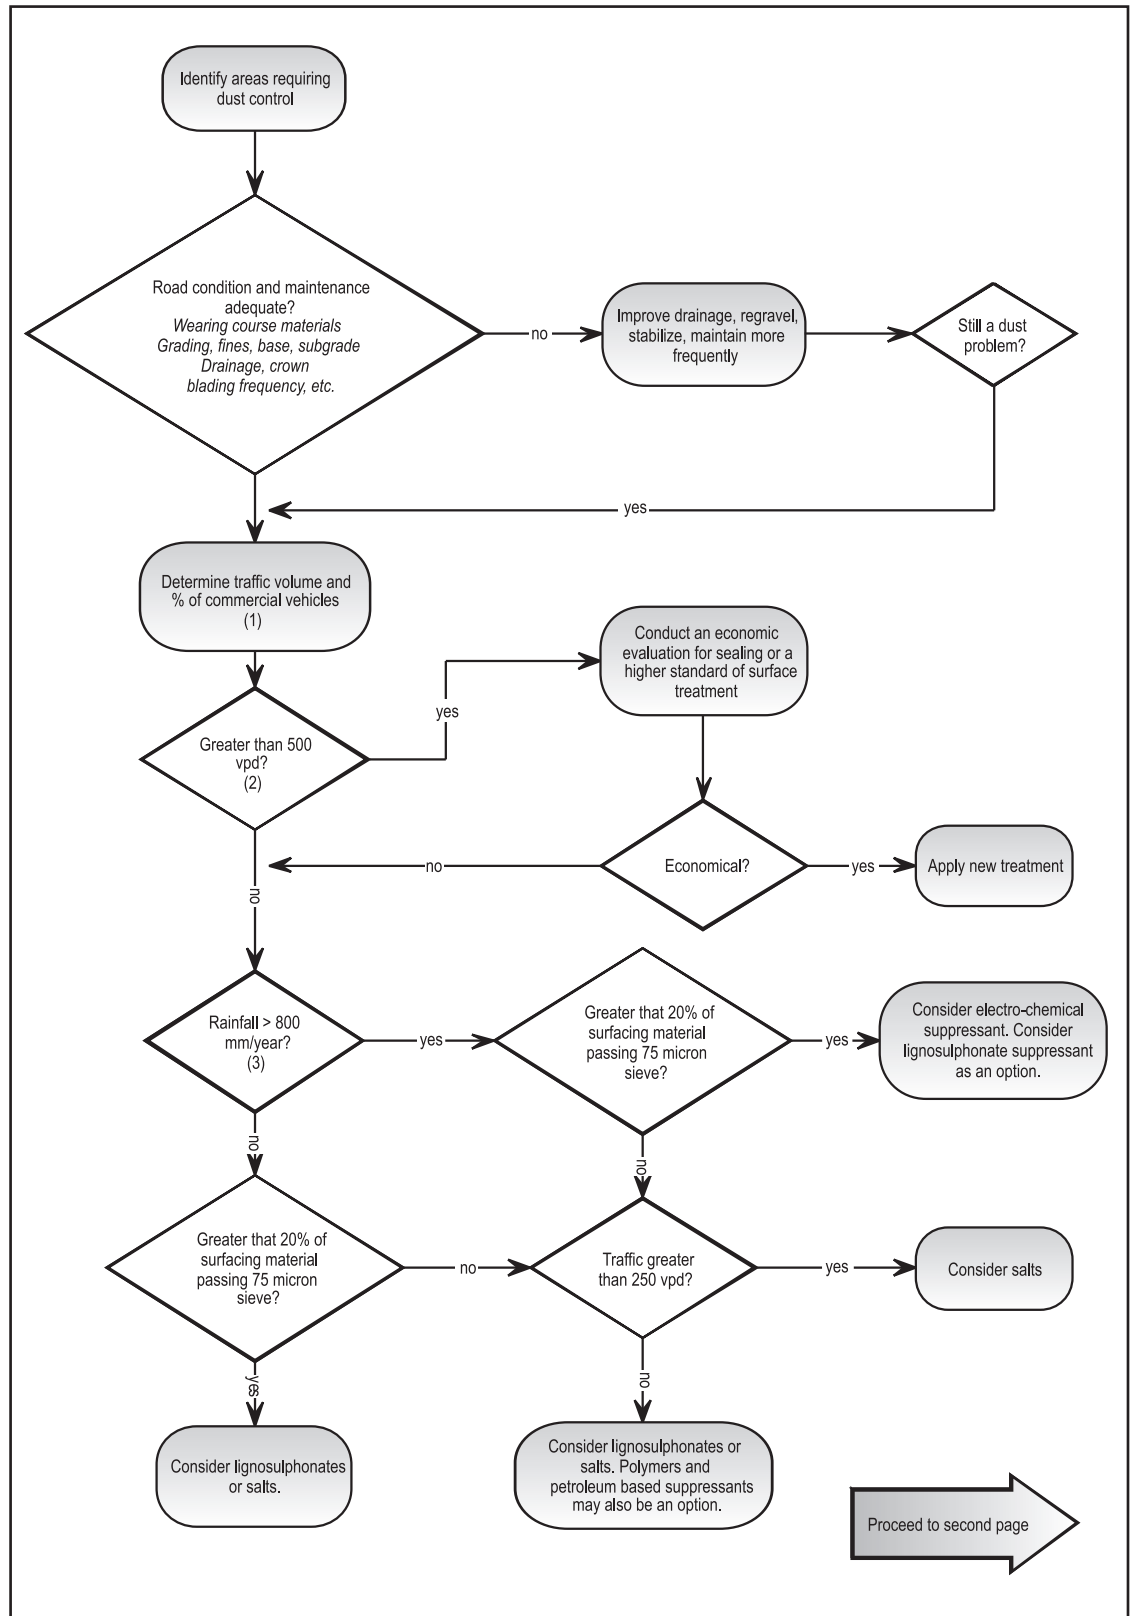 Identify areas requiring
dust control
Road condition and maintenance
adequate?
Wearing course materials
Grading, fines, base, subgrade
Drainage, crown
blading frequency, etc.
no
Improve drainage, regravel,
stabilize, maintain more
frequently
Still a dust
problem?
yes
Determine traffic volume and
% of commercial vehicles
(1)
Conduct an economic
evaluation for sealing or a
higher standard of surface
treatment
yes
Greater than 500
vpd?
(2)
no
Economical?
yes
Apply new treatment
no
Rainfall > 800
mm/year?
(3)
yes
Greater that 20% of
surfacing material
passing 75 micron
sieve?
yes
Consider electro-chemical
suppressant. Consider
lignosulphonate suppressant
as an option.
no
no
Greater that 20% of
surfacing material
passing 75 micron
sieve?
no
Traffic greater
than 250 vpd?
yes
Consider salts
yes
no
Consider lignosulphonates
or salts.
Consider lignosulphonates or
salts. Polymers and
petroleum based suppressants
may also be an option.
Proceed to second page